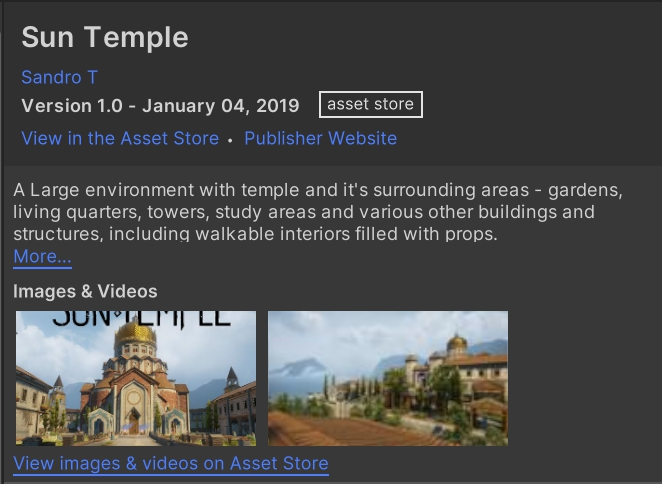 Sun Temple
Sandro T
Version 1.0 - January 04, 2019 asset store
View in the Asset Store • Publisher Website
A Large environment with temple and it's surrounding areas - gardens,
living quarters, towers, study areas and various other buildings and
structures, including walkable interiors filled with props.
More...
Images & Videos
SUN TEMPLE
View images & videos on Asset Store